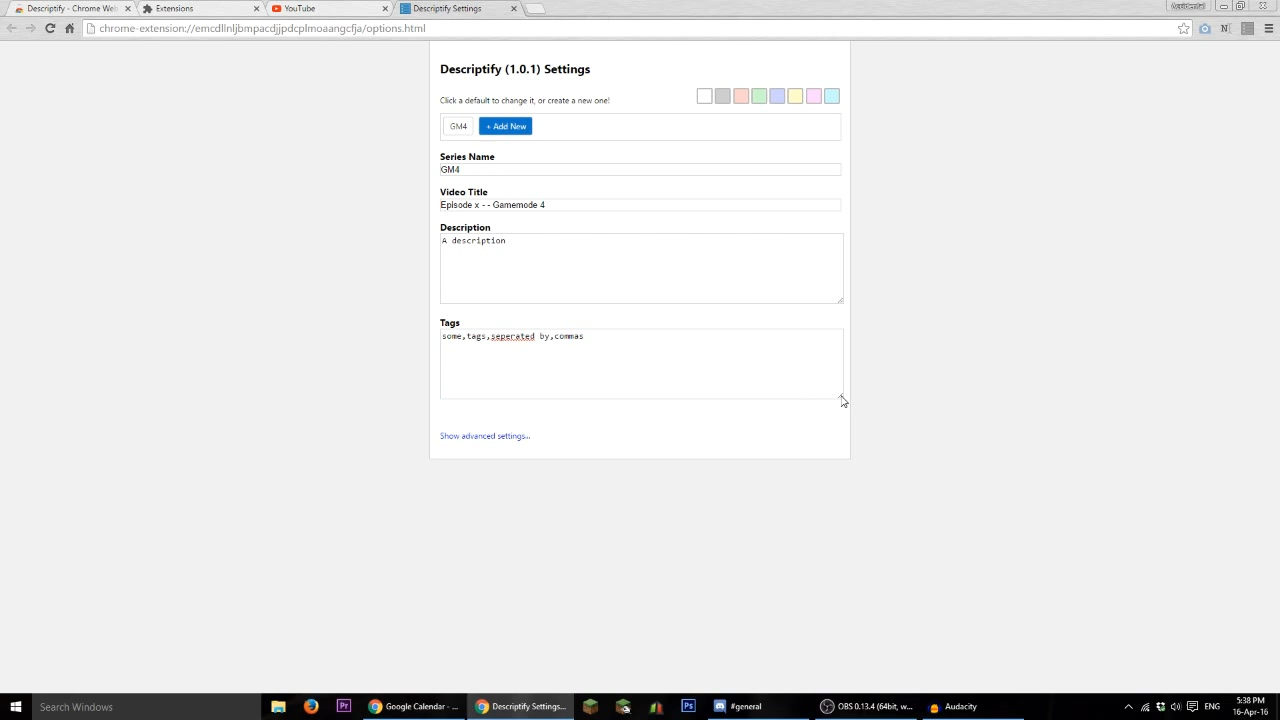 Descriptify - Chrome Web
Extensions
YouTube
Descriptify Settings
chrome-extension://emcdllnljbmpacdjjpdcplmoaangcfja/options.html
Descriptify (1.0.1) Settings
Click a default to change it, or create a new one!
GM4
+ Add New
Series Name
GM4
Video Title
Episode x - - Gamemode 4
Description
A description
Tags
some,tags,seperated by,commas
Show advanced settings...
Search Windows
Pr
Google Calendar - ...
Descriptify Settings...
Ps
#general
OBS 0.13.4 (64bit, w...
Audacity
ENG
5:38 PM
16-Apr-16